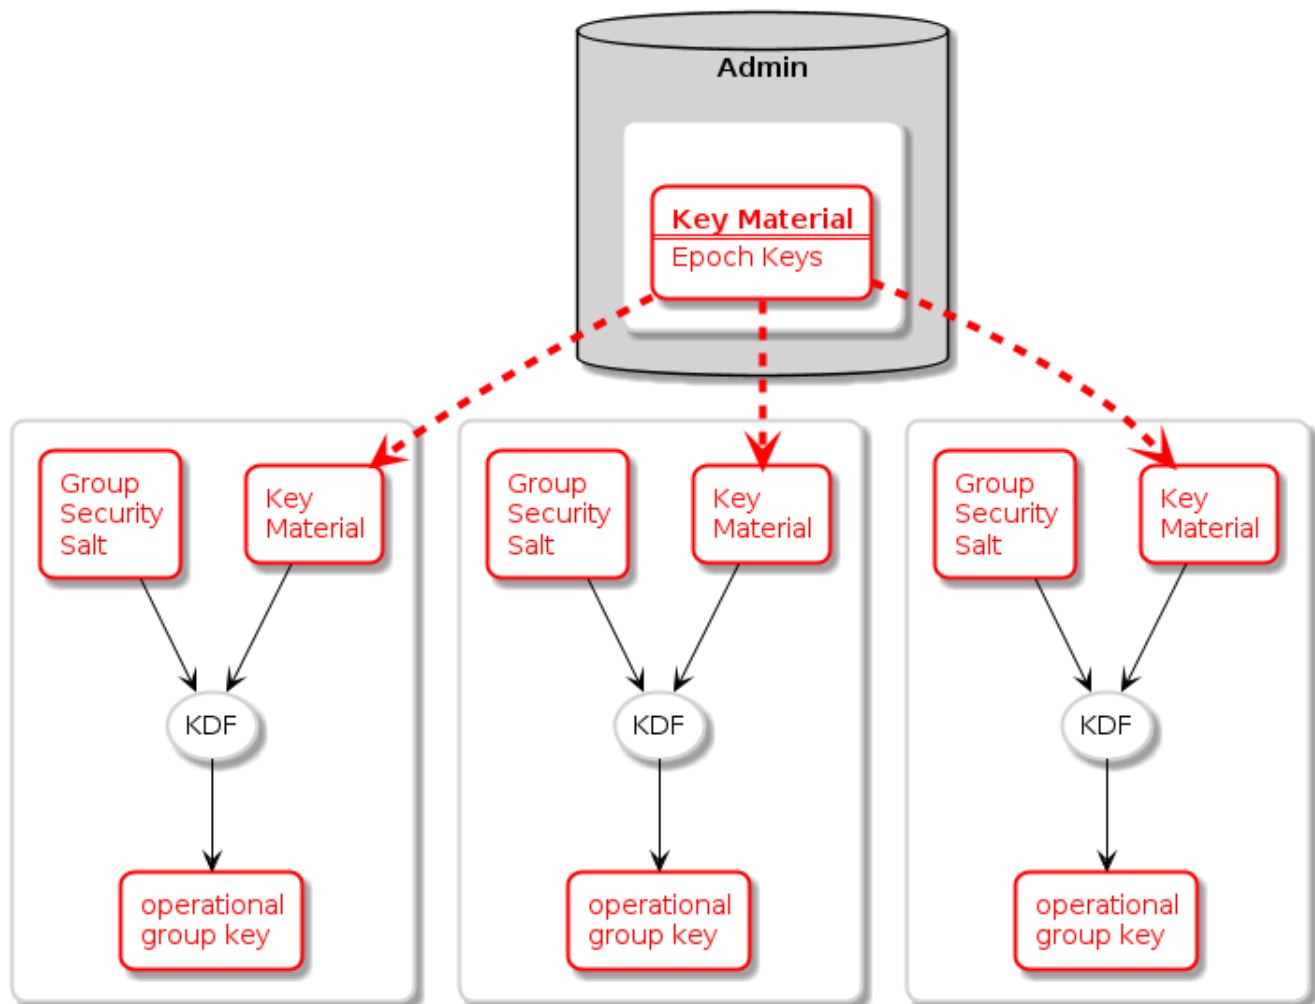 Admin
Key Material
Epoch Keys
Group
Security
Salt
Key
Material
KDF
operational
group key
Group
Security
Salt
Key
Material
KDF
operational
group key
Group
Security
Salt
Key
Material
KDF
operational
group key